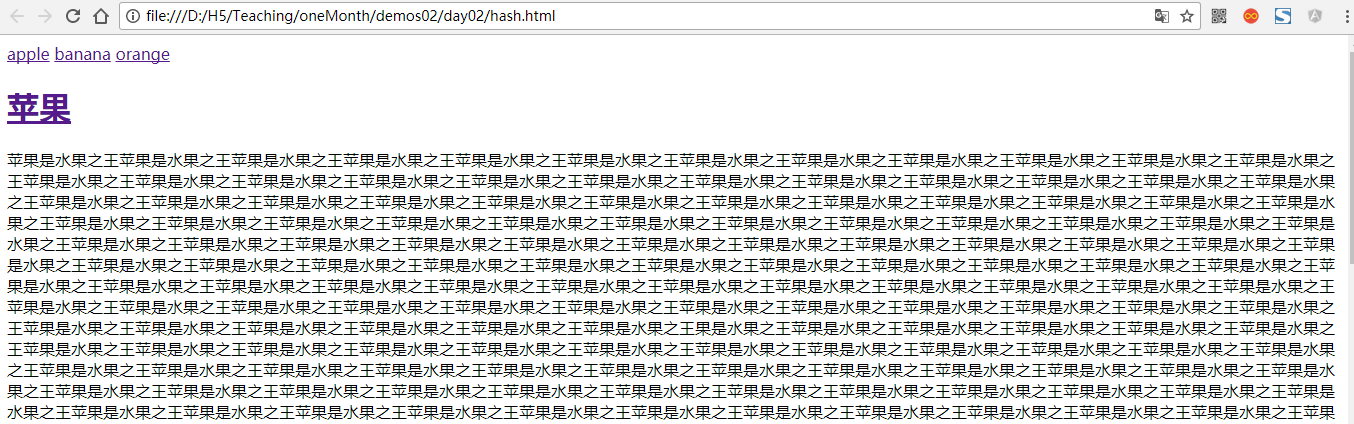 file:///D:/H5/Teaching/oneMonth/demos02/day02/hash.html
apple banana orange
苹果
苹果是水果之王苹果是水果之王苹果是水果之王苹果是水果之王苹果是水果之王苹果是水果之王苹果是水果之王苹果是水果之王苹果是水果之王苹果是水果之王苹果是水果之王苹果是水果之
王苹果是水果之王苹果是水果之王苹果是水果之王苹果是水果之王苹果是水果之王苹果是水果之王苹果是水果之王苹果是水果之王苹果是水果之王苹果是水果之王苹果是水果之王苹果是水果
之王苹果是水果之王苹果是水果之王苹果是水果之王苹果是水果之王苹果是水果之王苹果是水果之王苹果是水果之王苹果是水果之王苹果是水果之王苹果是水果之王苹果是水果之王苹果是水
果之王苹果是水果之王苹果是水果之王苹果是水果之王苹果是水果之王苹果是水果之王苹果是水果之王苹果是水果之王苹果是水果之王苹果是水果之王苹果是水果之王苹果是水果之王苹果是
水果之王苹果是水果之王苹果是水果之王苹果是水果之王苹果是水果之王苹果是水果之王苹果是水果之王苹果是水果之王苹果是水果之王苹果是水果之王苹果是水果之王苹果是水果之王苹果
是水果之王苹果是水果之王苹果是水果之王苹果是水果之王苹果是水果之王苹果是水果之王苹果是水果之王苹果是水果之王苹果是水果之王苹果是水果之王苹果是水果之王苹果是水果之王苹
果是水果之王苹果是水果之王苹果是水果之王苹果是水果之王苹果是水果之王苹果是水果之王苹果是水果之王苹果是水果之王苹果是水果之王苹果是水果之王苹果是水果之王苹果是水果之王
苹果是水果之王苹果是水果之王苹果是水果之王苹果是水果之王苹果是水果之王苹果是水果之王苹果是水果之王苹果是水果之王苹果是水果之王苹果是水果之王苹果是水果之王苹果是水果之
王苹果是水果之王苹果是水果之王苹果是水果之王苹果是水果之王苹果是水果之王苹果是水果之王苹果是水果之王苹果是水果之王苹果是水果之王苹果是水果之王苹果是水果之王苹果是水果之
王苹果是水果之王苹果是水果之王苹果是水果之王苹果是水果之王苹果是水果之王苹果是水果之王苹果是水果之王苹果是水果之王苹果是水果之王苹果是水果之王苹果是水果之王苹果是水果
之王苹果是水果之王苹果是水果之王苹果是水果之王苹果是水果之王苹果是水果之王苹果是水果之王苹果是水果之王苹果是水果之王苹果是水果之王苹果是水果之王苹果是水果之王苹果是水
果之王苹果是水果之王苹果是水果之王苹果是水果之王苹果是水果之王苹果是水果之王苹果是水果之王苹果是水果之王苹果是水果之王苹果是水果之王苹果是水果之王苹果是水果之王苹果是
水果之王苹果是水果之王苹果是水果之王苹果是水果之王苹果是水果之王苹果是水果之王苹果是水果之王苹果是水果之王苹果是水果之王苹果是水果之王苹果是水果之王苹果是水果之王苹果